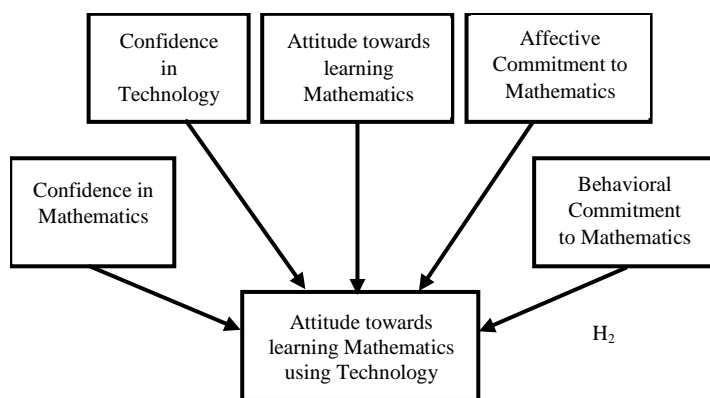 Confidence
in
Technology
Attitude towards
learning
Mathematics
Affective
Commitment to
Mathematics
Confidence in
Mathematics
Behavioral
Commitment
to Mathematics
Attitude towards
learning Mathematics
using Technology
H₂